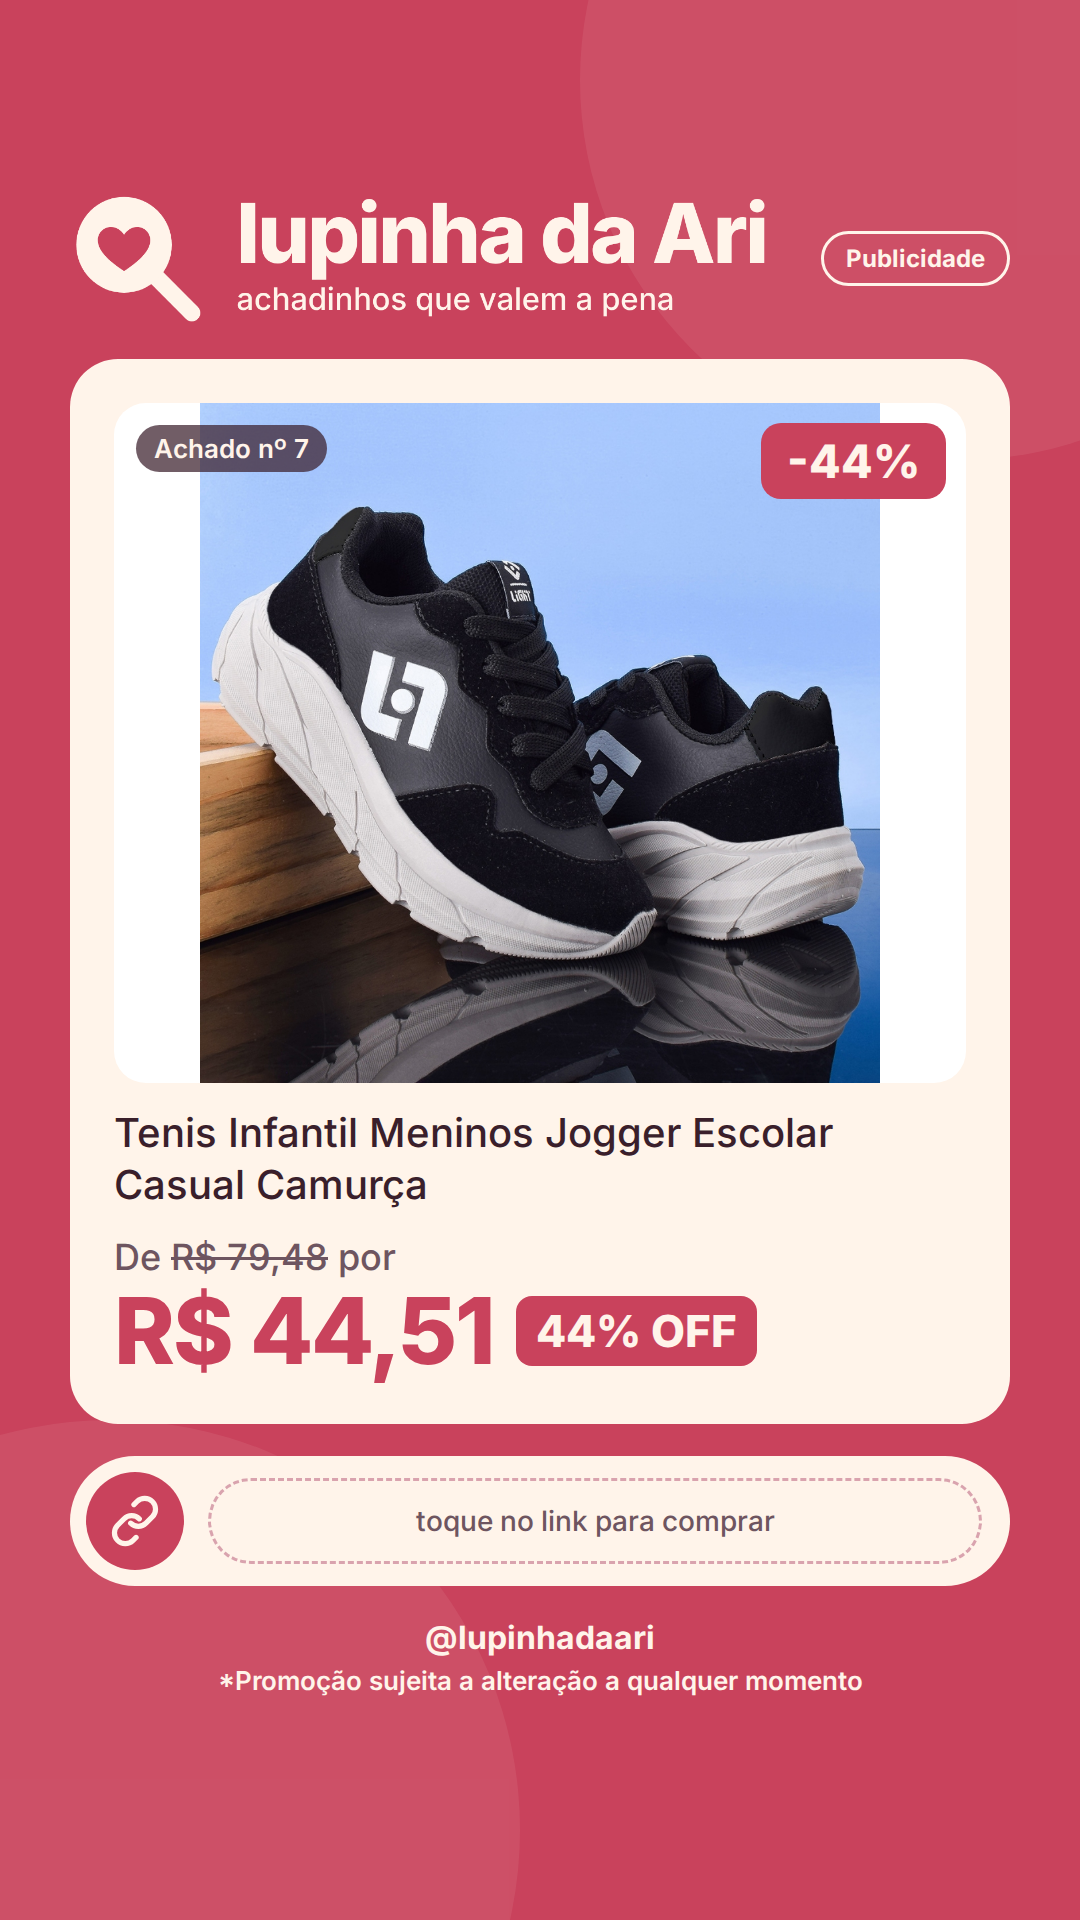 lupinha da Ari
achadinhos que valem a pena
Publicidade
Achado nº 7
-44%
LIGHT
Tenis Infantil Meninos Jogger Escolar
Casual Camurça
De R$ 79,48 por
R$ 44,51
44% OFF
toque no link para comprar
@lupinhadaari
*Promoção sujeita a alteração a qualquer momento